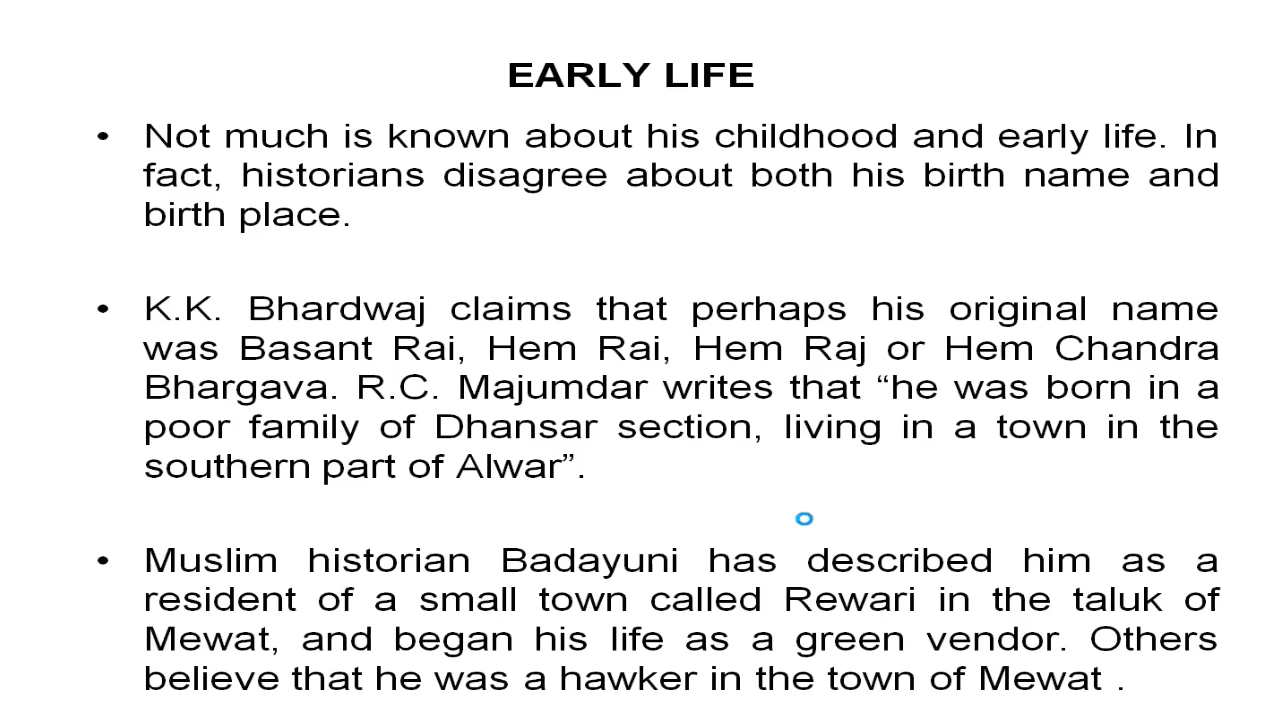 EARLY LIFE
• Not much is known about his childhood and early life. In
fact, historians disagree about both his birth name and
birth place.
• K.K. Bhardwaj claims that perhaps his original name
was Basant Rai, Hem Rai, Hem Raj or Hem Chandra
Bhargava. R.C. Majumdar writes that “he was born in a
poor family of Dhansar section, living in a town in the
southern part of Alwar”.
• Muslim historian Badayuni has described him as a
resident of a small town called Rewari in the taluk of
Mewat, and began his life as a green vendor. Others
believe that he was a hawker in the town of Mewat .